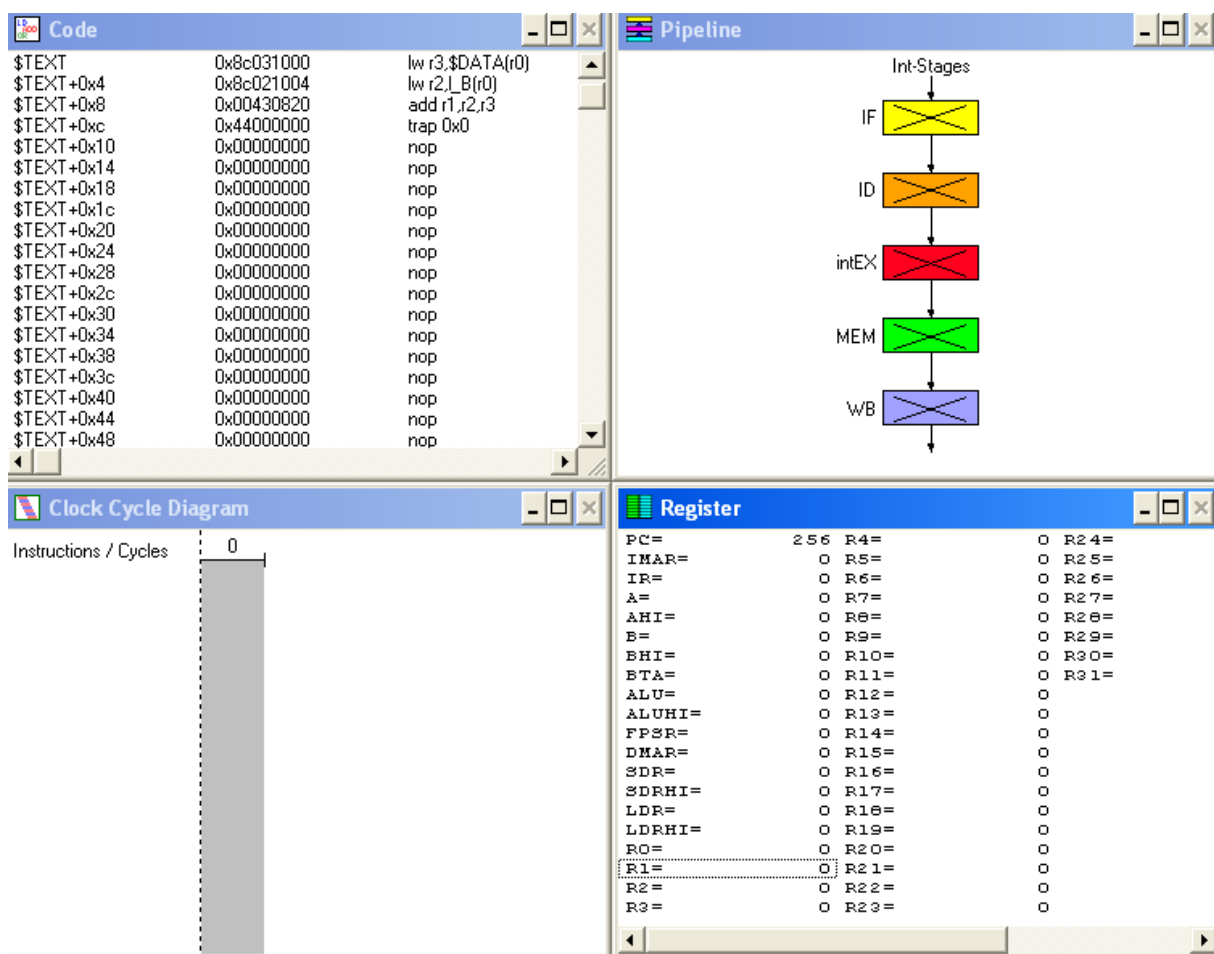 Code
$TEXT 0x8c031000 lw r3,$DATA(r0)
$TEXT+0x4 0x8c021004 lw r2,l_B(r0)
$TEXT+0x8 0x00430820 add r1,r2,r3
$TEXT+0xc 0x44000000 trap 0x0
$TEXT+0x10 0x00000000 nop
$TEXT+0x14 0x00000000 nop
$TEXT+0x18 0x00000000 nop
$TEXT+0x1c 0x00000000 nop
$TEXT+0x20 0x00000000 nop
$TEXT+0x24 0x00000000 nop
$TEXT+0x28 0x00000000 nop
$TEXT+0x2c 0x00000000 nop
$TEXT+0x30 0x00000000 nop
$TEXT+0x34 0x00000000 nop
$TEXT+0x38 0x00000000 nop
$TEXT+0x3c 0x00000000 nop
$TEXT+0x40 0x00000000 nop
$TEXT+0x44 0x00000000 nop
$TEXT+0x48 0x00000000 nop
Pipeline
Int-Stages
IF
ID
intEX
MEM
WB
Clock Cycle Diagram
Instructions / Cycles 0
Register
PC= 256 R4= 0 R24=
IMAR= 0 R5= 0 R25=
IR= 0 R6= 0 R26=
A= 0 R7= 0 R27=
AHI= 0 R8= 0 R28=
B= 0 R9= 0 R29=
BHI= 0 R10= 0 R30=
BTA= 0 R11= 0 R31=
ALU= 0 R12= 0
ALUHI= 0 R13= 0
FPSR= 0 R14= 0
DMAR= 0 R15= 0
SDR= 0 R16= 0
SDRHI= 0 R17= 0
LDR= 0 R18= 0
LDRHI= 0 R19= 0
R0= 0 R20= 0
R1= 0 R21= 0
R2= 0 R22= 0
R3= 0 R23= 0